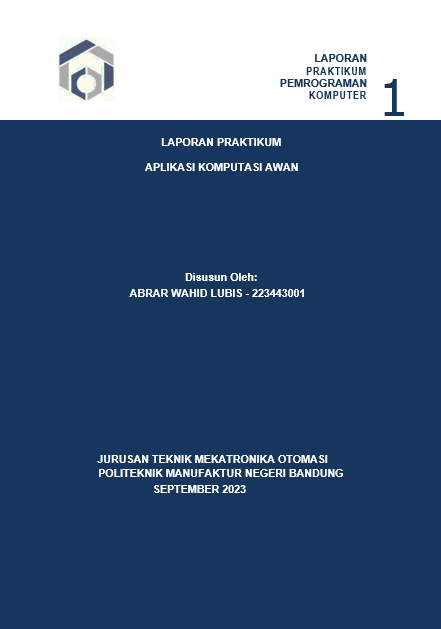 LAPORAN
PRAKTIKUM
PEMROGRAMAN
KOMPUTER
1
LAPORAN PRAKTIKUM
APLIKASI KOMPUTASI AWAN
Disusun Oleh:
ABRAR WAHID LUBIS - 223443001
JURUSAN TEKNIK MEKATRONIKA OTOMASI
POLITEKNIK MANUFAKTUR NEGERI BANDUNG
SEPTEMBER 2023